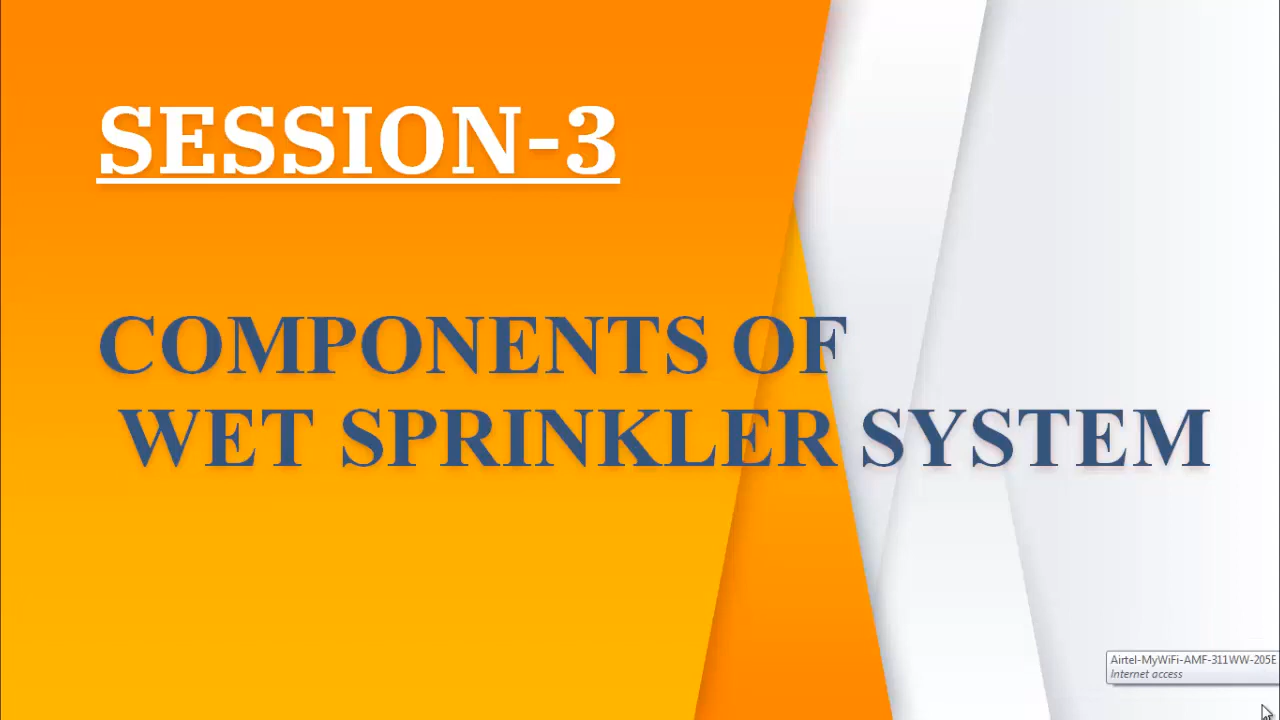 SESSION-3
COMPONENTS OF
WET SPRINKLER SYSTEM
Airtel-MyWiFi-AMF-311WW-205E
Internet access